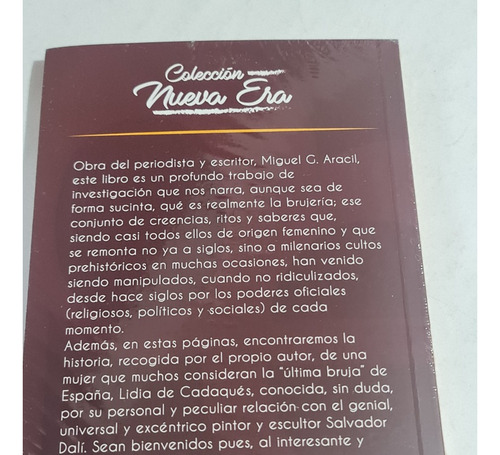 Colección
Nueva Era
Obra del periodista y escritor, Miguel G. Aracil,
este libro es un profundo trabajo de
investigación que nos narra, aunque sea de
forma sucinta, qué es realmente la brujería; ese
conjunto de creencias, ritos y saberes que,
siendo casi todos ellos de origen femenino y que
se remonta no ya a siglos, sino a milenarios cultos
prehistóricos en muchas ocasiones, han venido
siendo manipulados, cuando no ridiculizados,
desde hace siglos por los poderes oficiales
(religiosos, políticos y sociales) de cada
momento.
Además, en estas páginas, encontraremos la
historia, recogida por el propio autor, de una
mujer que muchos consideran la "última bruja" de
España, Lidia de Cadaqués, conocida, sin duda,
por su personal y peculiar relación con el genial,
universal y excéntrico pintor y escultor Salvador
Dalí. Sean bienvenidos pues, al interesante y